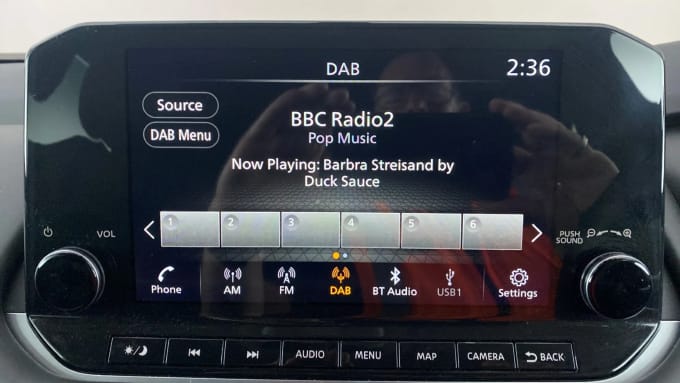 DAB
2:36
Source
DAB Menu
BBC Radio2
Pop Music
Now Playing: Barbra Streisand by
Duck Sauce
1 2 3 4 5 6
VOL
PUSH
SOUND
Phone AM FM DAB BT Audio USB1 Settings
AUDIO MENU MAP CAMERA BACK